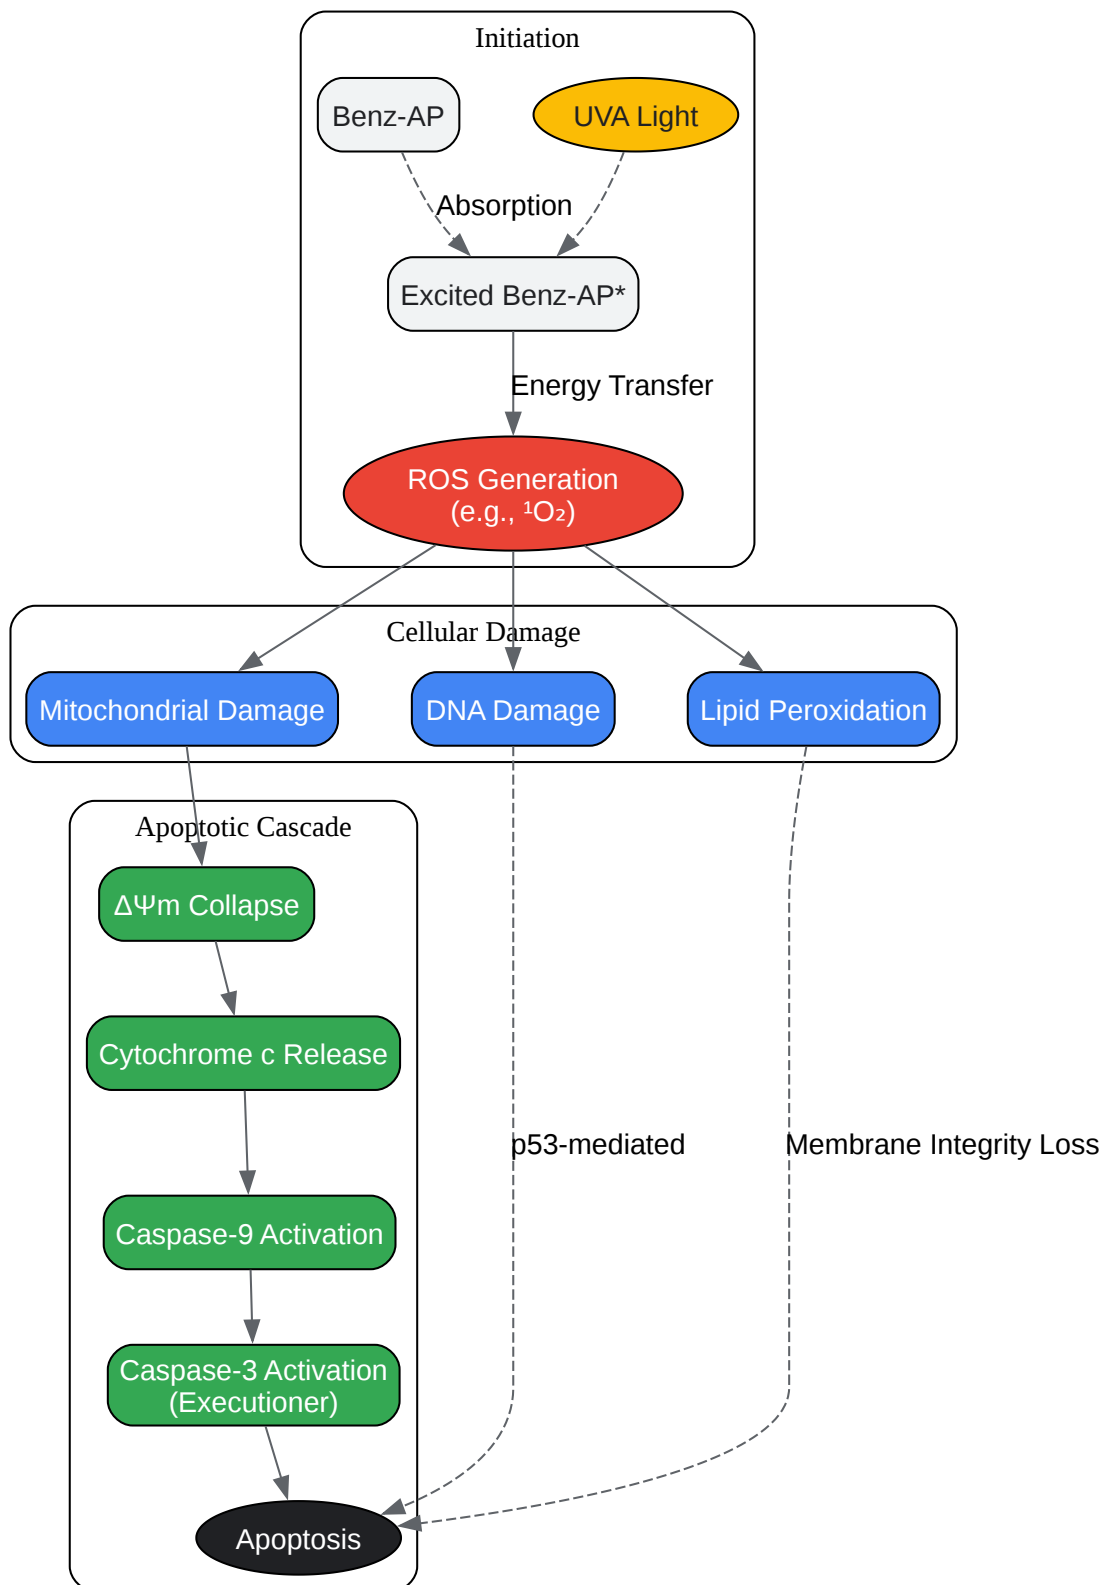 Initiation
Benz-AP
UVA Light
Absorption
Excited Benz-AP*
Energy Transfer
ROS Generation
(e.g., ¹O₂)
Cellular Damage
Mitochondrial Damage
DNA Damage
Lipid Peroxidation
Apoptotic Cascade
ΔΨm Collapse
Cytochrome c Release
p53-mediated
Membrane Integrity Loss
Caspase-9 Activation
Caspase-3 Activation
(Executioner)
Apoptosis